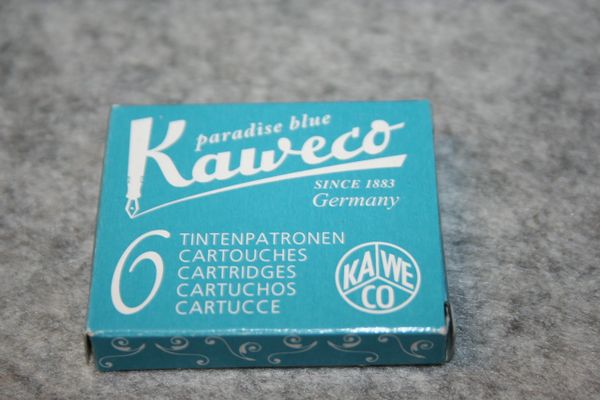 paradise blue
Kaweco
SINCE 1883
Germany
6
TINTENPATRONEN
CARTOUCHES
CARTRIDGES
CARTUCHOS
CARTUCCE
KA WE
CO